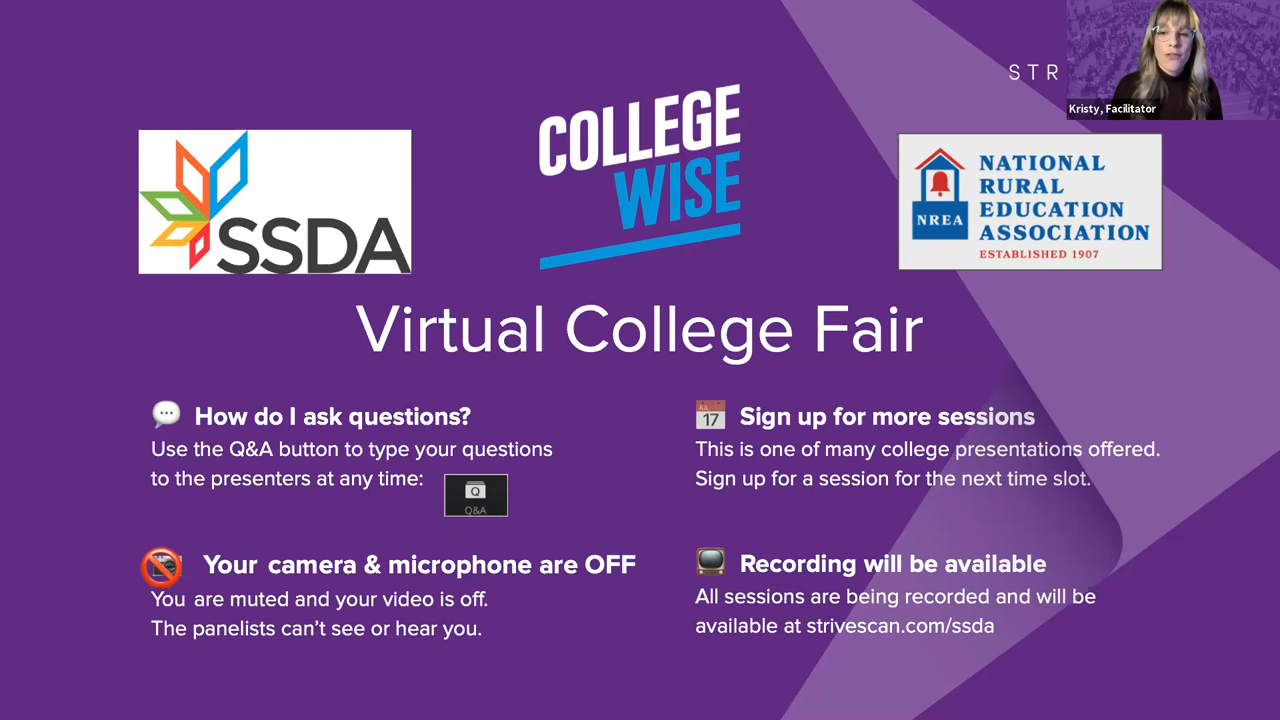 STR
Kristy, Facilitator
SSDA
COLLEGE
WISE
NREA
NATIONAL
RURAL
EDUCATION
ASSOCIATION
ESTABLISHED 1907
Virtual College Fair
How do I ask questions?
Use the Q&A button to type your questions
to the presenters at any time:
Q
Q&A
JUL
17
Sign up for more sessions
This is one of many college presentations offered.
Sign up for a session for the next time slot.
Your camera & microphone are OFF
You are muted and your video is off.
The panelists can't see or hear you.
Recording will be available
All sessions are being recorded and will be
available at strivescan.com/ssda